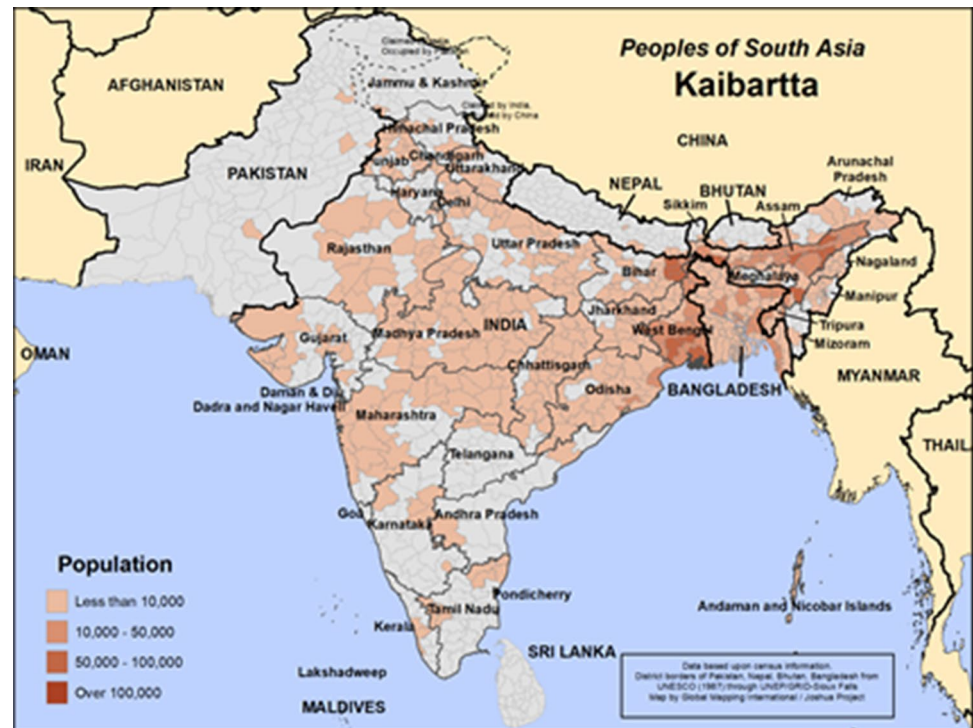 Peoples of South Asia
Kaibartta
AFGHANISTAN
Jammu & Kashmir
Claimed by India,
CHINA
IRAN
PAKISTAN
Himachal Pradesh
Punjab
Chandigarh
Uttarakhand
Haryana
Delhi
NEPAL
BHUTAN
Sikkim
Assam
Arunachal
Pradesh
Rajasthan
Uttar Pradesh
Bihar
Meghalaya
Nagaland
Manipur
Tripura
Mizoram
OMAN
Gujarat
Madhya Pradesh
INDIA
Jharkhand
West Bengal
Chhattisgarh
Odisha
BANGLADESH
MYANMAR
Daman & Diu
Dadra and Nagar Haveli
Maharashtra
Telangana
THAIL
Goa
Karnataka
Andhra Pradesh
Pondicherry
Tamil Nadu
Kerala
Andaman and Nicobar Islands
SRI LANKA
Lakshadweep
MALDIVES
Population
Less than 10,000
10,000 - 50,000
50,000 - 100,000
Over 100,000
Data based upon census information.
District borders of Pakistan, Nepal, Bhutan, Bangladesh from
UNESCO (1987) through UNEP/GRID-Sioux Falls
Map by Global Mapping International / Joshua Project